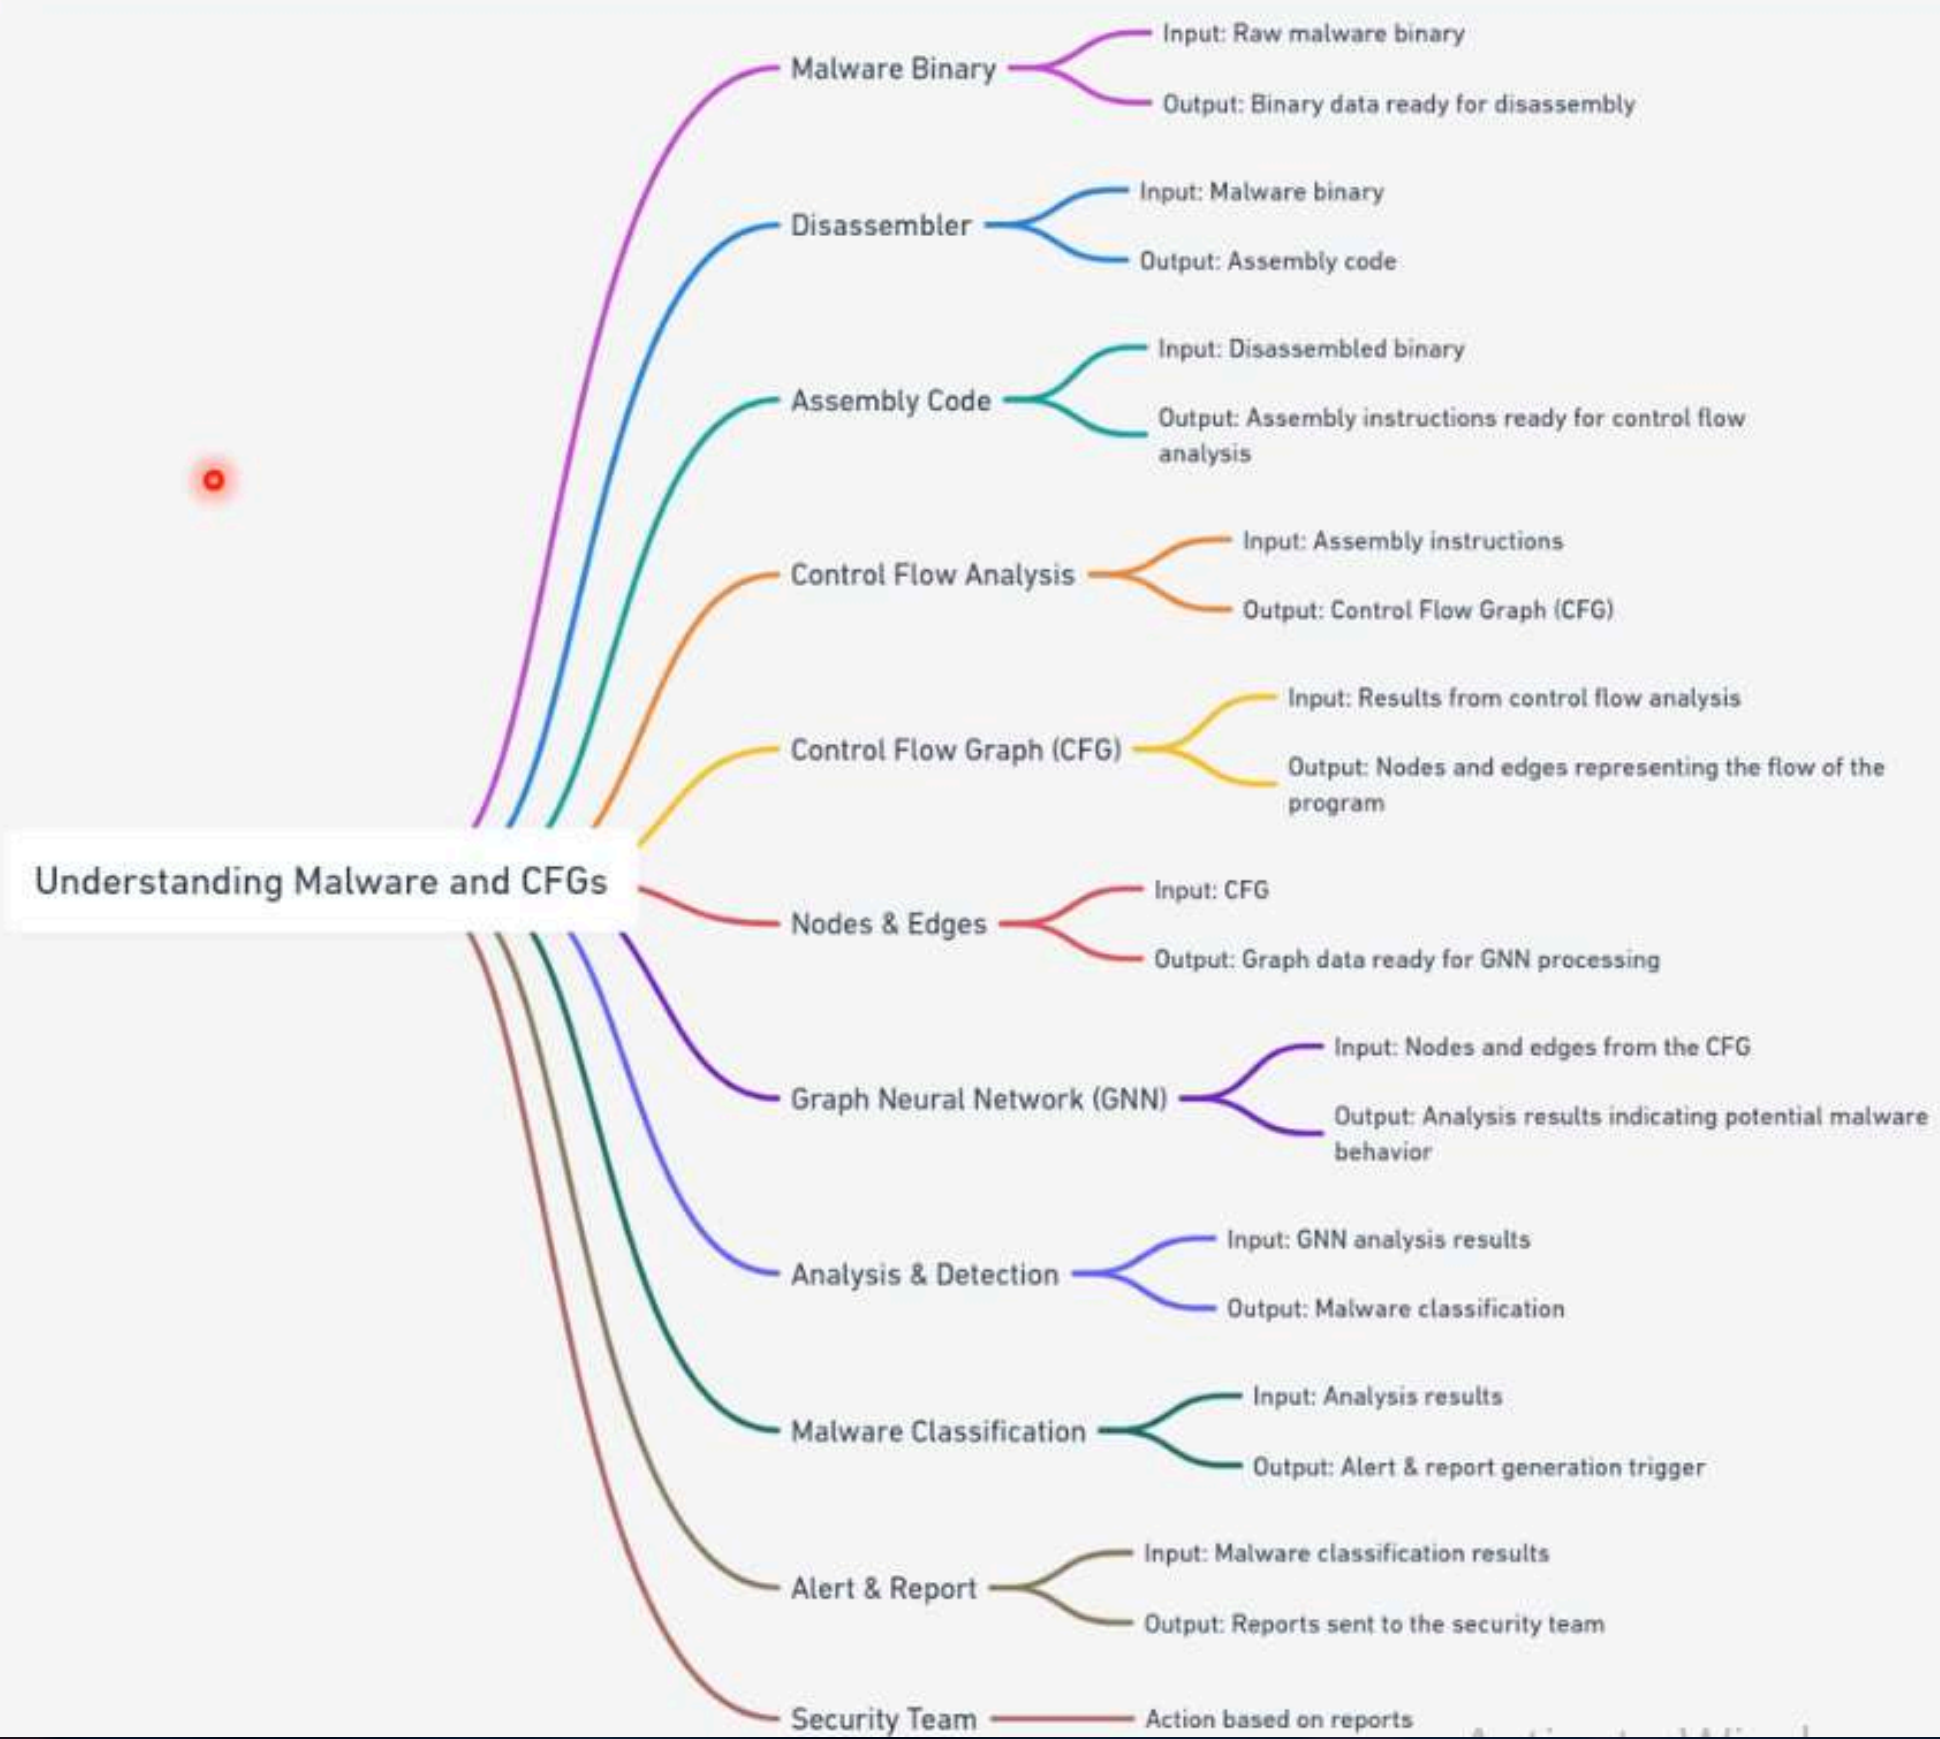 Malware Binary
Input: Raw malware binary
Output: Binary data ready for disassembly
Disassembler
Input: Malware binary
Output: Assembly code
Assembly Code
Input: Disassembled binary
Output: Assembly instructions ready for control flow
analysis
Control Flow Analysis
Input: Assembly instructions
Output: Control Flow Graph (CFG)
Control Flow Graph (CFG)
Input: Results from control flow analysis
Output: Nodes and edges representing the flow of the
program
Understanding Malware and CFGs
Nodes & Edges
Input: CFG
Output: Graph data ready for GNN processing
Graph Neural Network (GNN)
Input: Nodes and edges from the CFG
Output: Analysis results indicating potential malware
behavior
Analysis & Detection
Input: GNN analysis results
Output: Malware classification
Malware Classification
Input: Analysis results
Output: Alert & report generation trigger
Alert & Report
Input: Malware classification results
Output: Reports sent to the security team
Security Team
Action based on reports